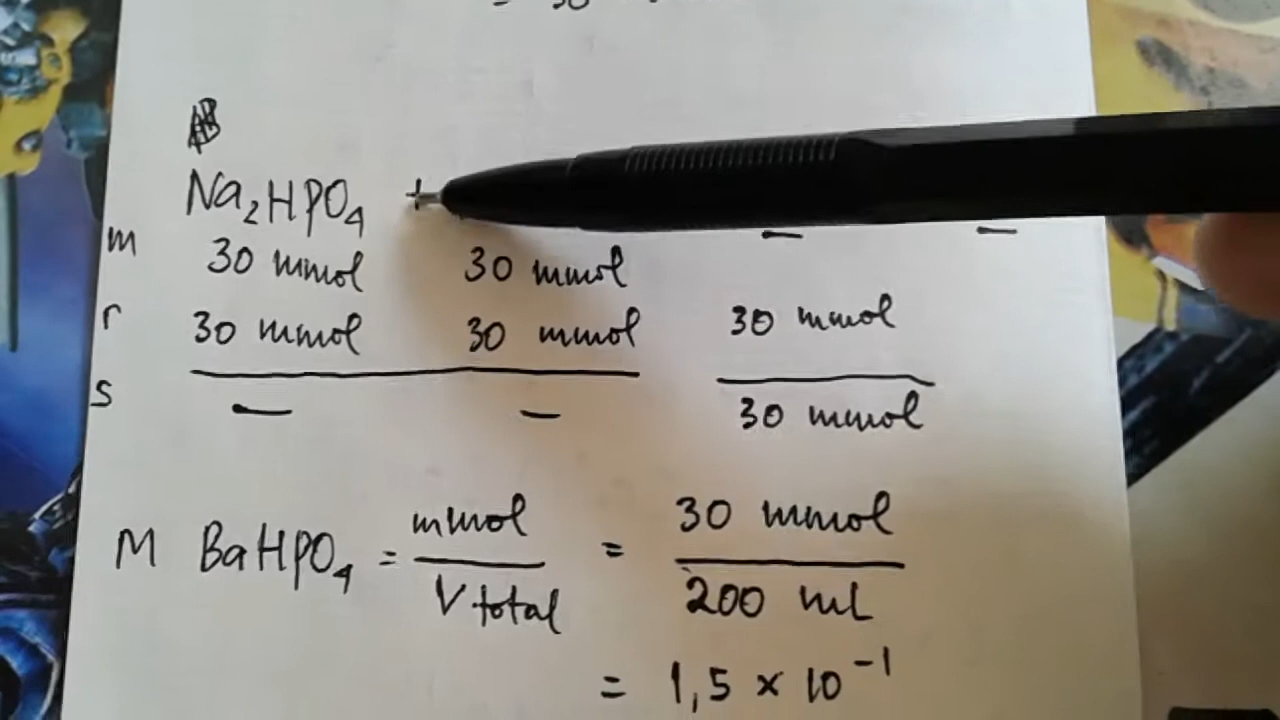 Na₂HPO₄ +
m 30 mmol 30 mmol — —
r 30 mmol 30 mmol 30 mmol
s — — 30 mmol
M BaHPO₄ = mmol / V total = 30 mmol / 200 mL
= 1,5 × 10⁻¹